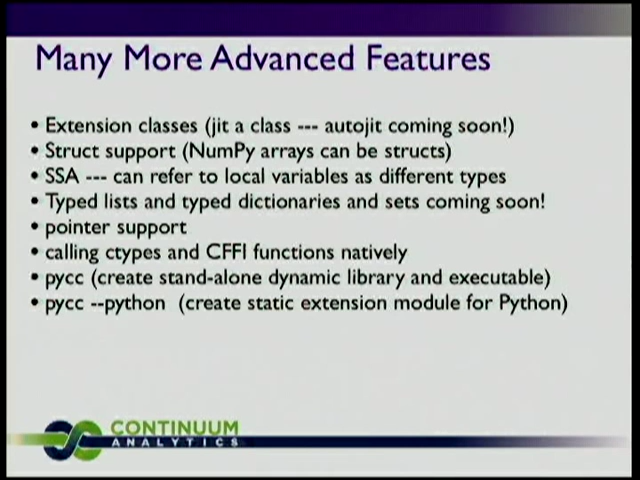 Many More Advanced Features
• Extension classes (jit a class --- autojit coming soon!)
• Struct support (NumPy arrays can be structs)
• SSA --- can refer to local variables as different types
• Typed lists and typed dictionaries and sets coming soon!
• pointer support
• calling ctypes and CFFI functions natively
• pycc (create stand-alone dynamic library and executable)
• pycc --python (create static extension module for Python)
CONTINUUM
ANALYTICS